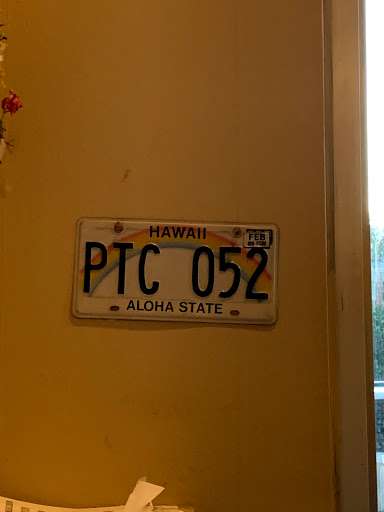 HAWAII
FEB
PTC 052
ALOHA STATE